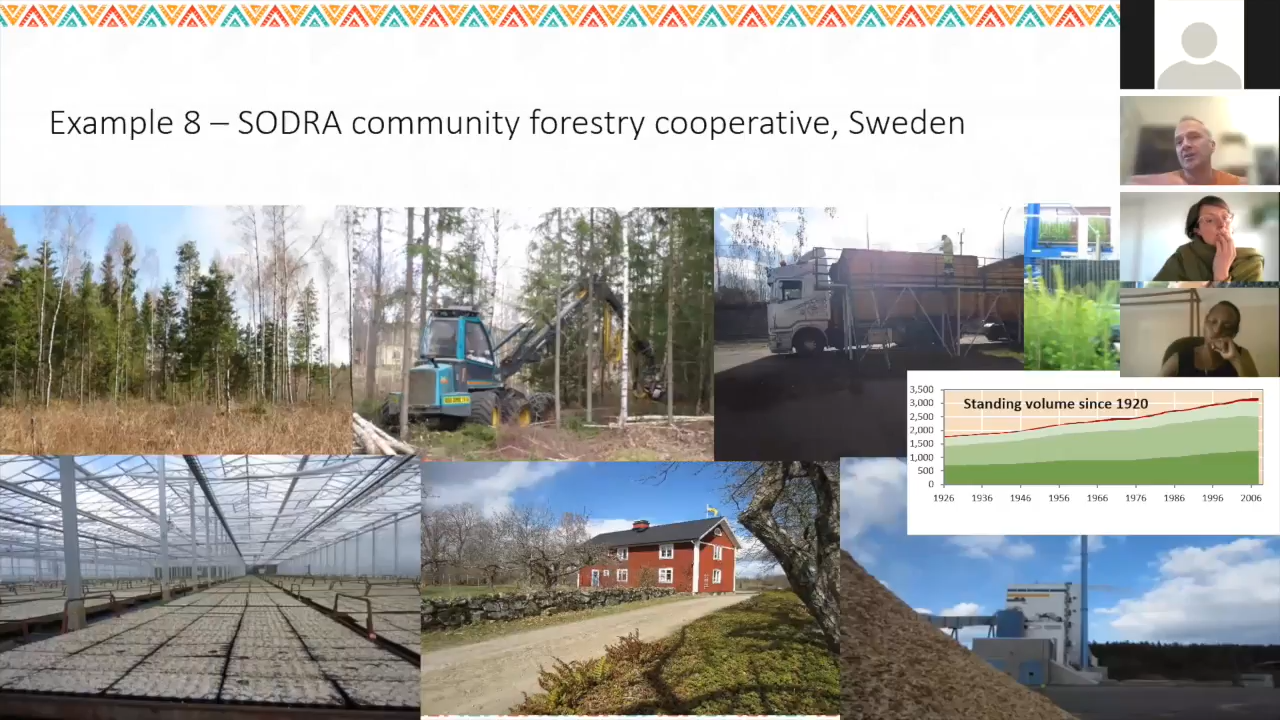 Example 8 – SODRA community forestry cooperative, Sweden
Standing volume since 1920
3,500
3,000
2,500
2,000
1,500
1,000
500
0
1926 1936 1946 1956 1966 1976 1986 1996 2006